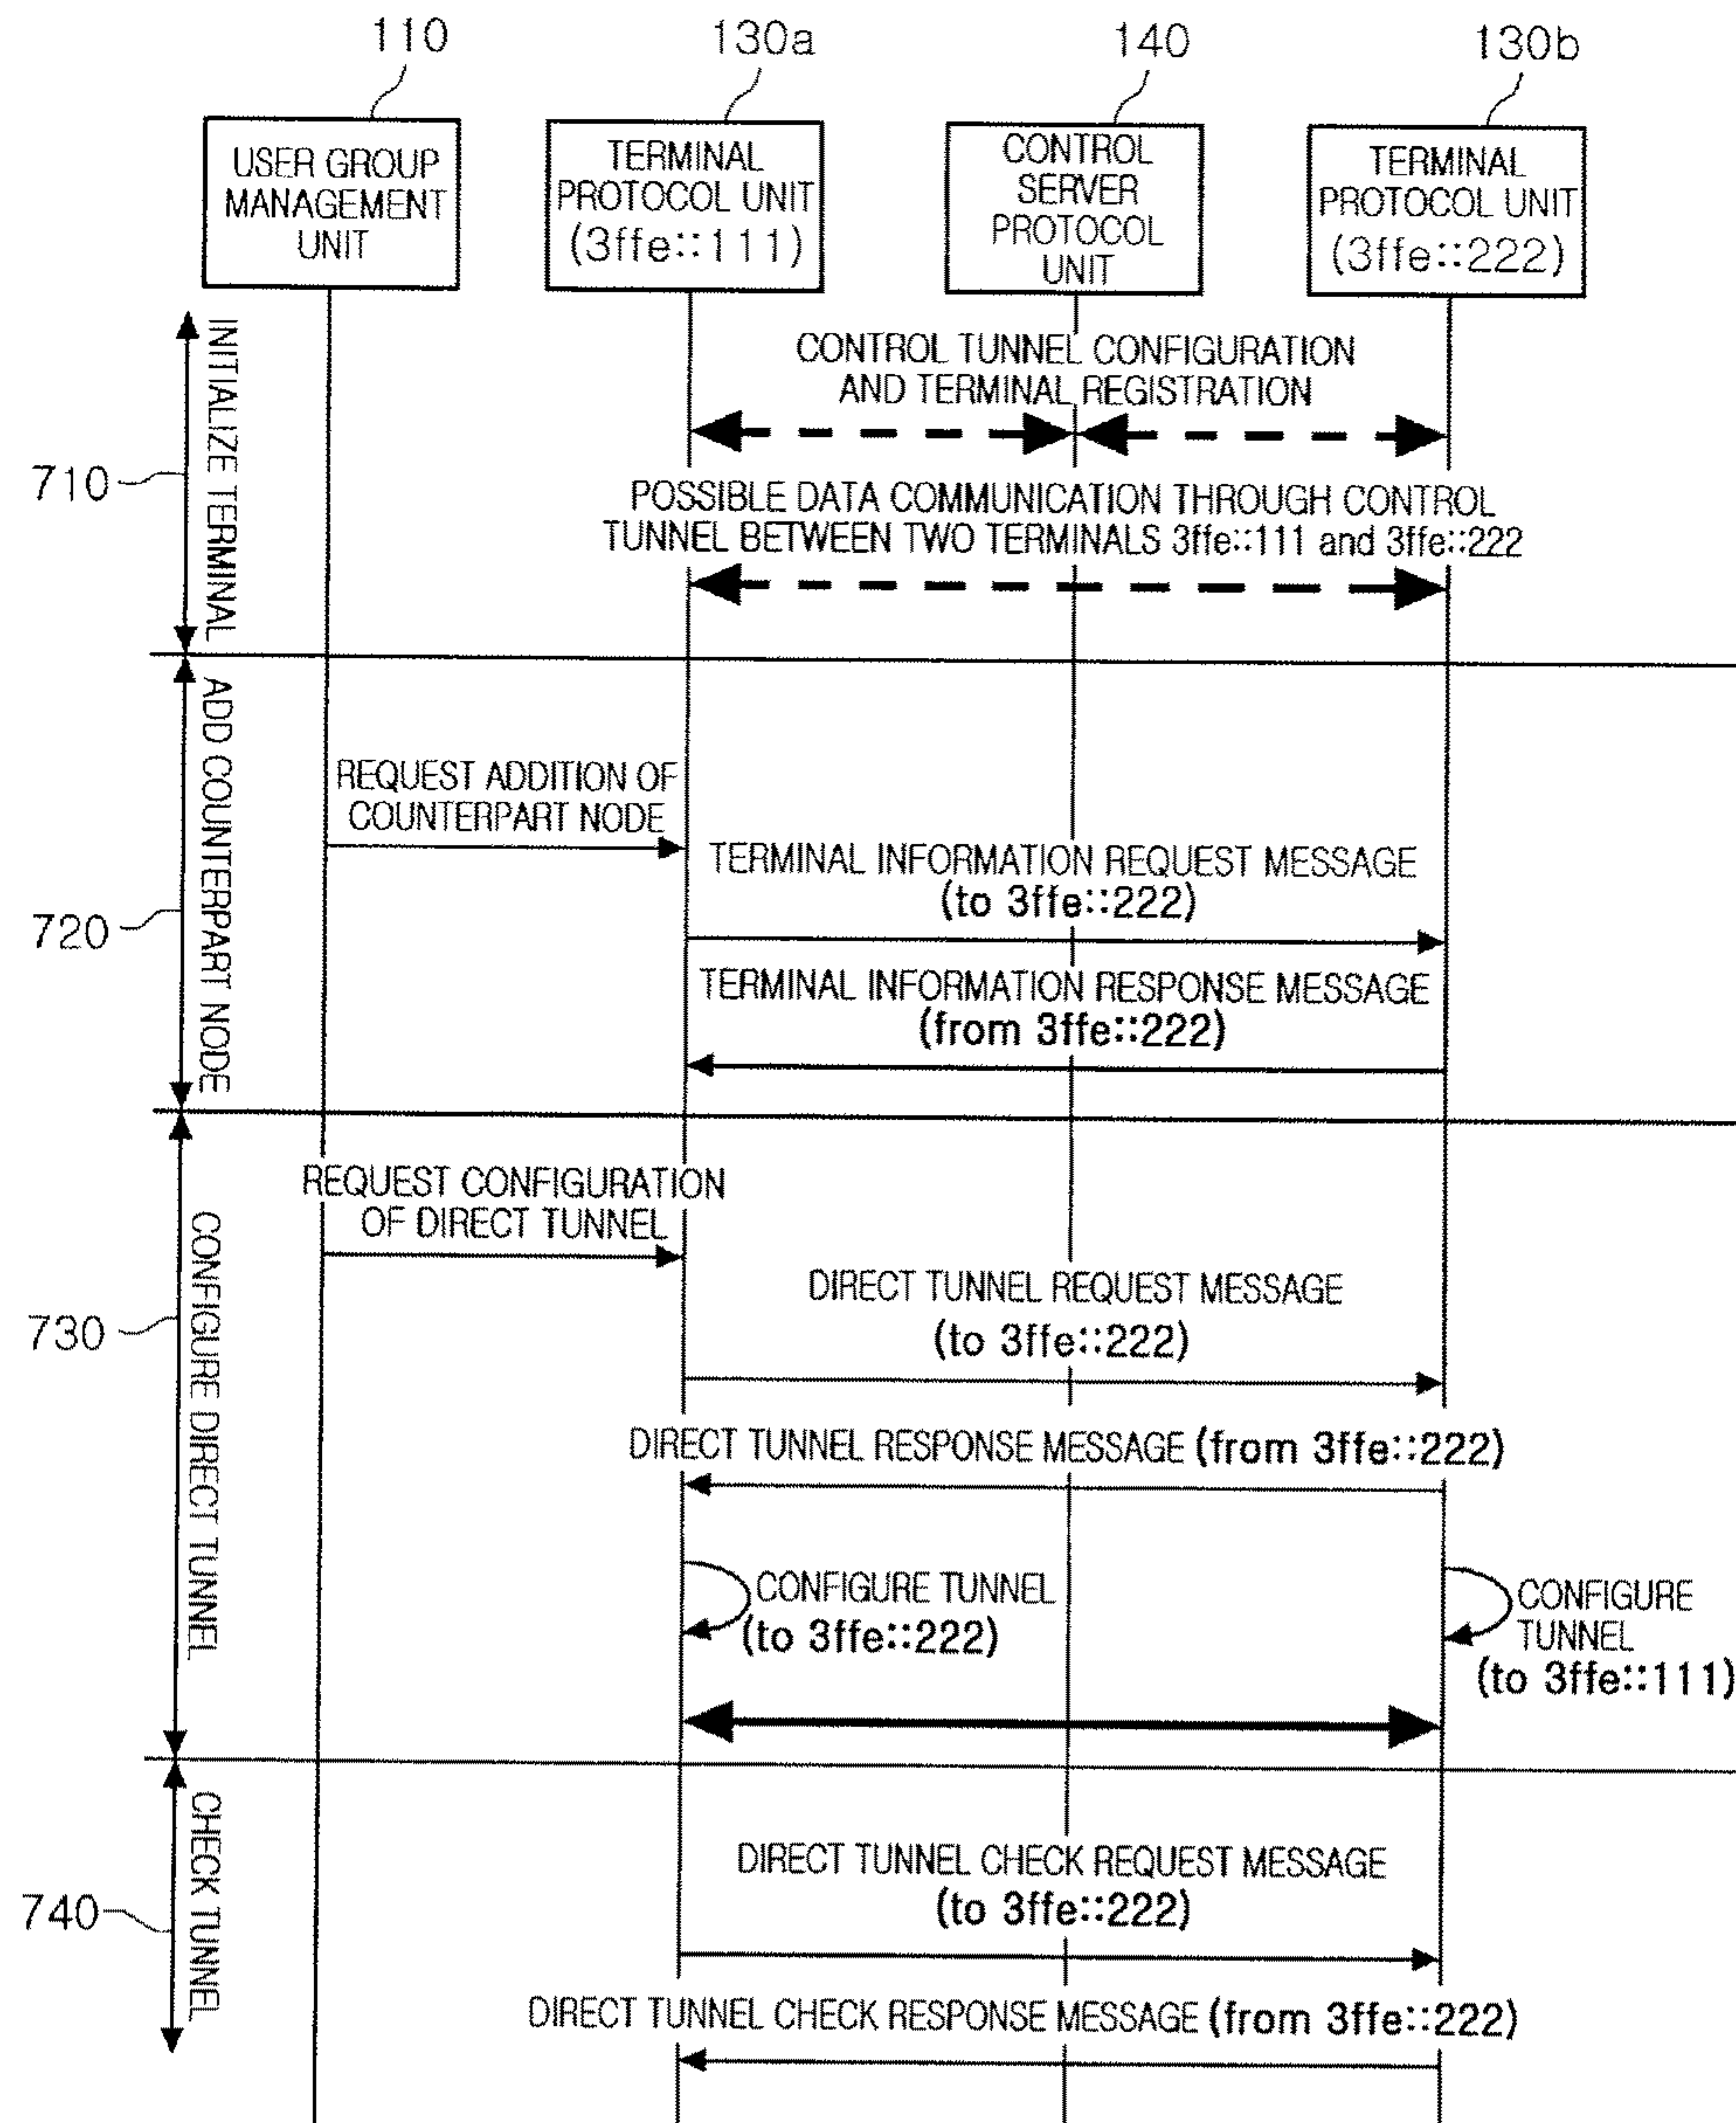 110
130a
140
130b
USER GROUP
MANAGEMENT
UNIT
TERMINAL
PROTOCOL UNIT
(3ffe::111)
CONTROL
SERVER
PROTOCOL
UNIT
TERMINAL
PROTOCOL UNIT
(3ffe::222)
710
INITIALIZE TERMINAL
CONTROL TUNNEL CONFIGURATION
AND TERMINAL REGISTRATION
POSSIBLE DATA COMMUNICATION THROUGH CONTROL
TUNNEL BETWEEN TWO TERMINALS 3ffe::111 and 3ffe::222
720
ADD COUNTERPART NODE
REQUEST ADDITION OF
COUNTERPART NODE
TERMINAL INFORMATION REQUEST MESSAGE
(to 3ffe::222)
TERMINAL INFORMATION RESPONSE MESSAGE
(from 3ffe::222)
730
CONFIGURE DIRECT TUNNEL
REQUEST CONFIGURATION
OF DIRECT TUNNEL
DIRECT TUNNEL REQUEST MESSAGE
(to 3ffe::222)
DIRECT TUNNEL RESPONSE MESSAGE (from 3ffe::222)
CONFIGURE TUNNEL
(to 3ffe::222)
CONFIGURE
TUNNEL
(to 3ffe::111)
740
CHECK TUNNEL
DIRECT TUNNEL CHECK REQUEST MESSAGE
(to 3ffe::222)
DIRECT TUNNEL CHECK RESPONSE MESSAGE (from 3ffe::222)